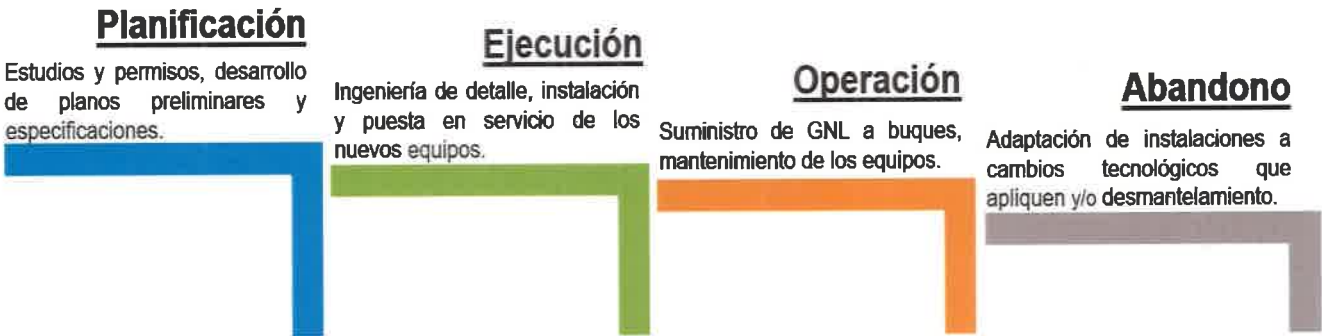 Planificación
Estudios y permisos, desarrollo
de planos preliminares y
especificaciones.
Ejecución
Ingeniería de detalle, instalación
y puesta en servicio de los
nuevos equipos.
Operación
Suministro de GNL a buques,
mantenimiento de los equipos.
Abandono
Adaptación de instalaciones a
cambios tecnológicos que
apliquen y/o desmantelamiento.